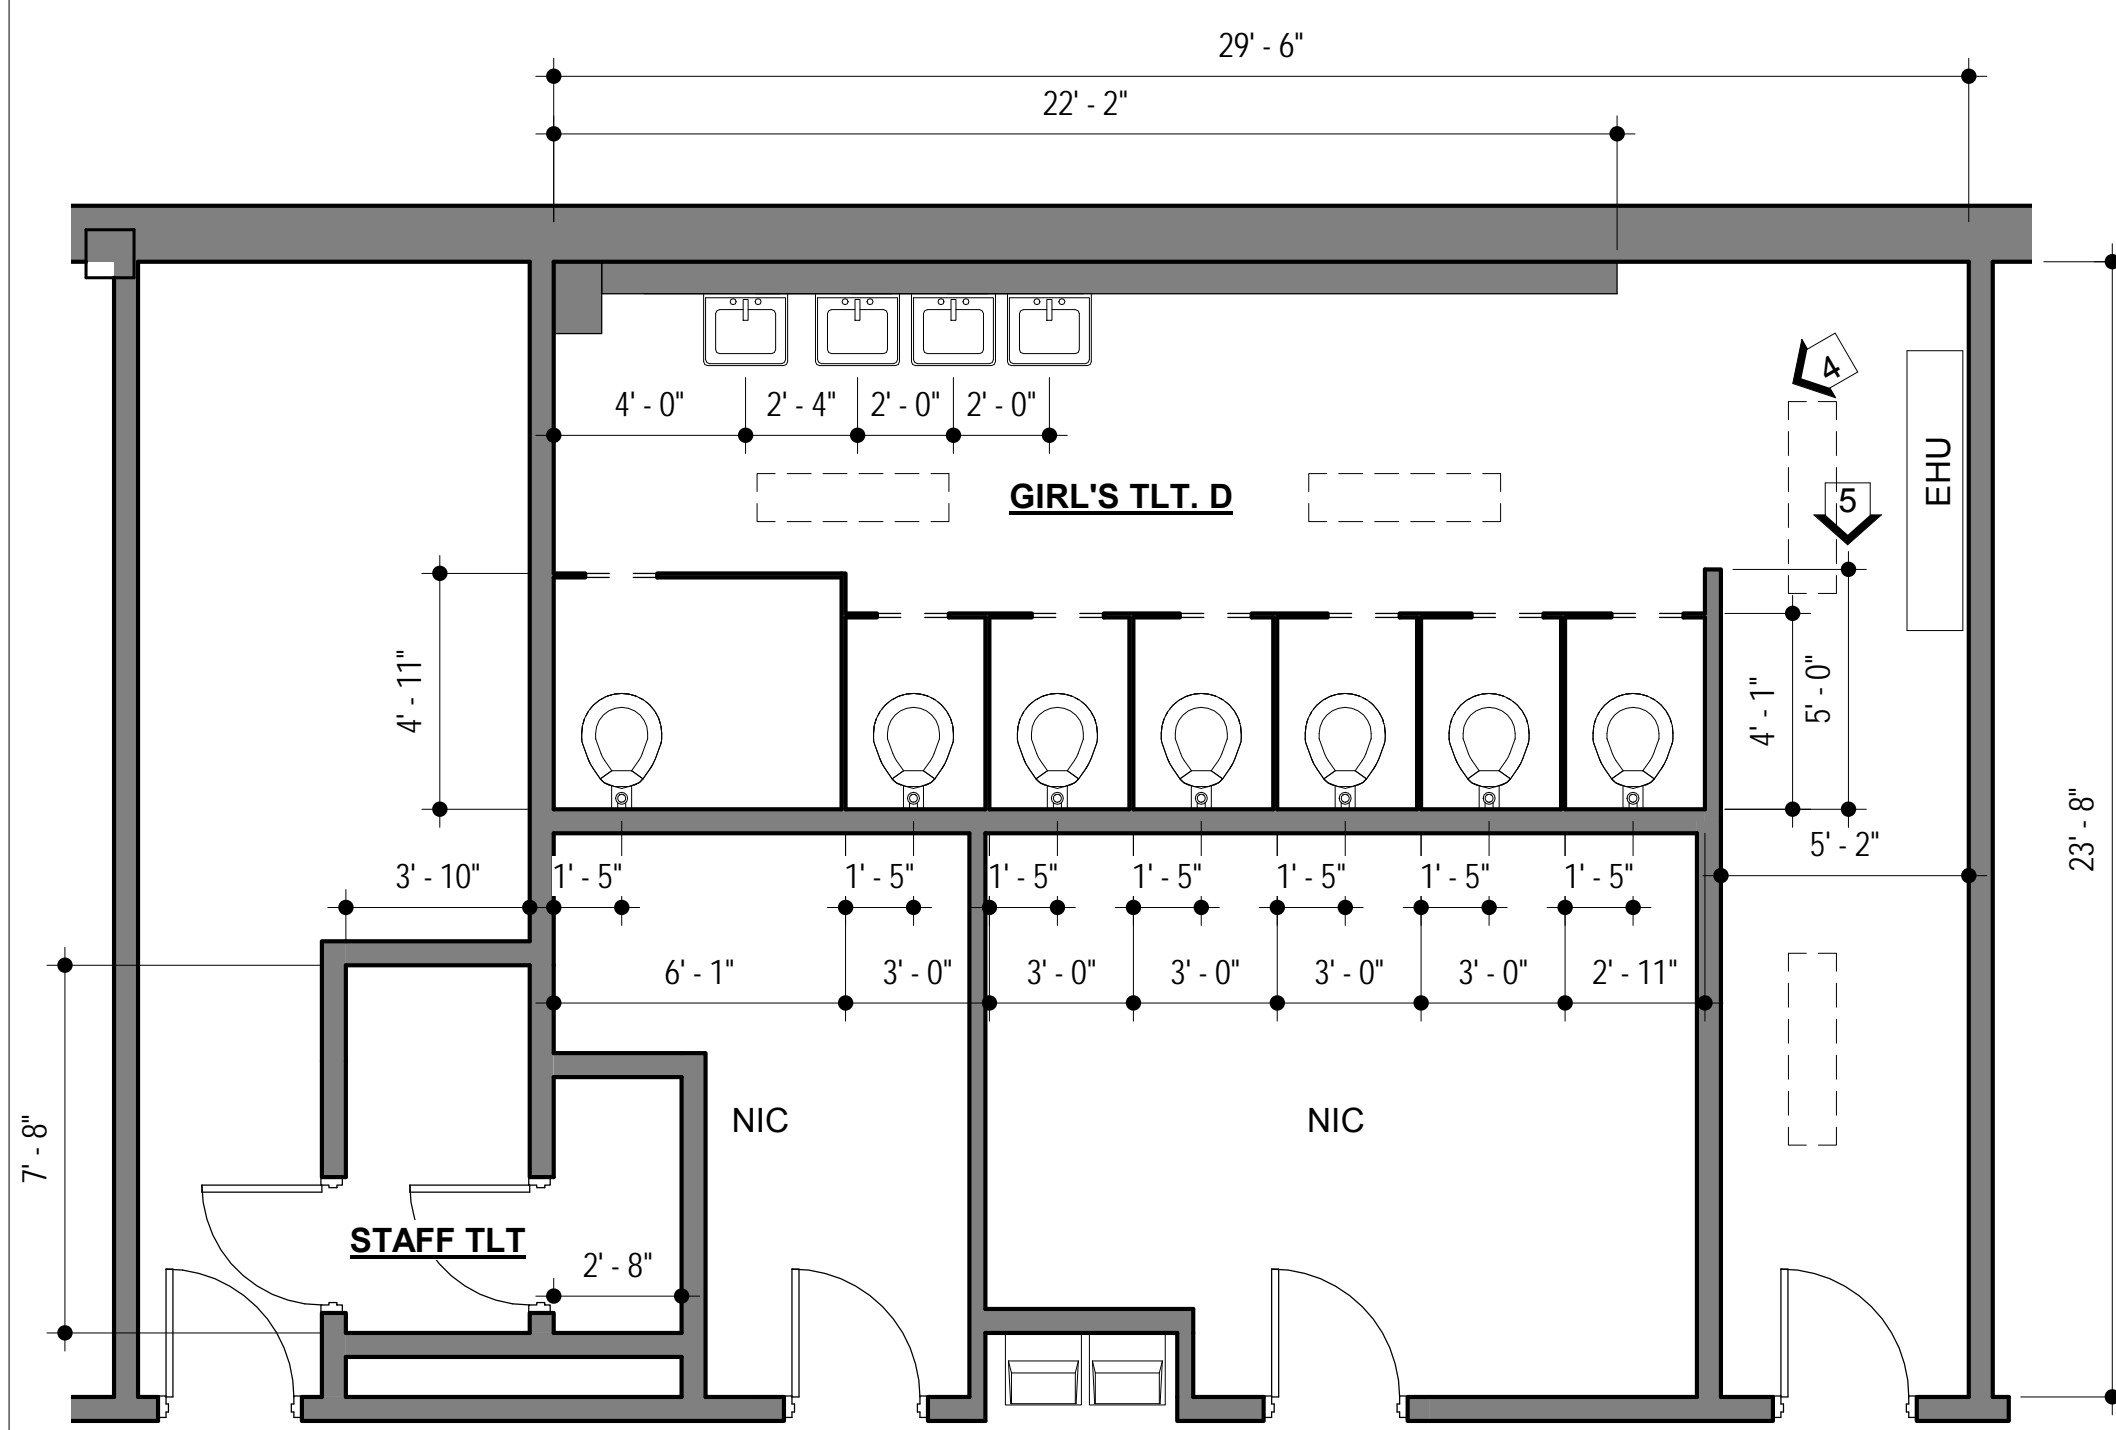 29' - 6"
22' - 2"
4
4' - 0" 2' - 4" 2' - 0" 2' - 0"
EHU
GIRL'S TLT. D
5
4' - 11"
4' - 1"
5' - 0"
23' - 8"
5' - 2"
3' - 10" 1' - 5" 1' - 5" 1' - 5" 1' - 5" 1' - 5" 1' - 5" 1' - 5"
6' - 1" 3' - 0" 3' - 0" 3' - 0" 3' - 0" 3' - 0" 2' - 11"
7' - 8"
NIC NIC
STAFF TLT
2' - 8"